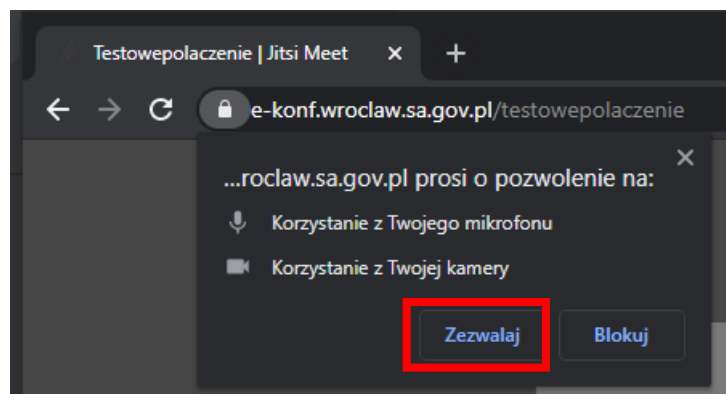 Testowepolaczenie | Jitsi Meet
e-konf.wroclaw.sa.gov.pl/testowepolaczenie
...roclaw.sa.gov.pl prosi o pozwolenie na:
Korzystanie z Twojego mikrofonu
Korzystanie z Twojej kamery
Zezwalaj Blokuj